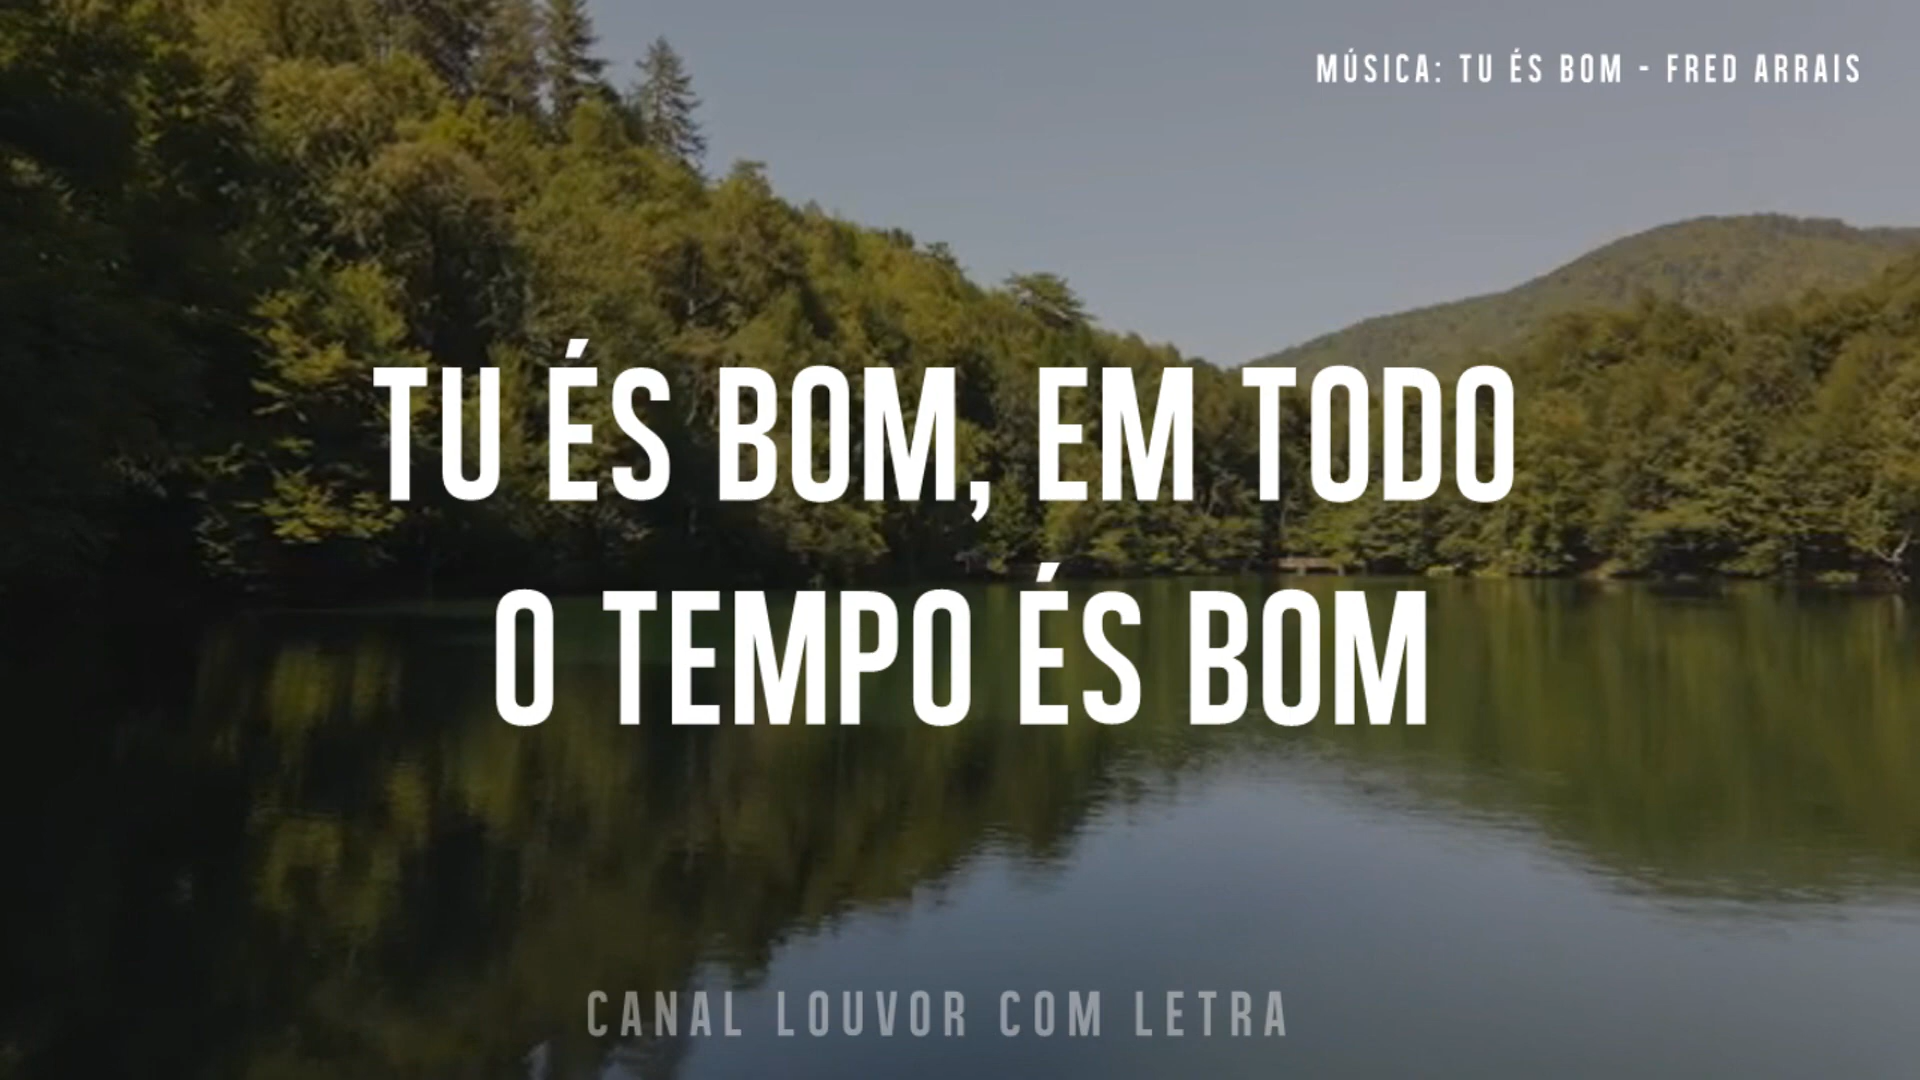 MÚSICA: TU ÉS BOM - FRED ARRAIS
TU ÉS BOM, EM TODO
O TEMPO ÉS BOM
CANAL LOUVOR COM LETRA